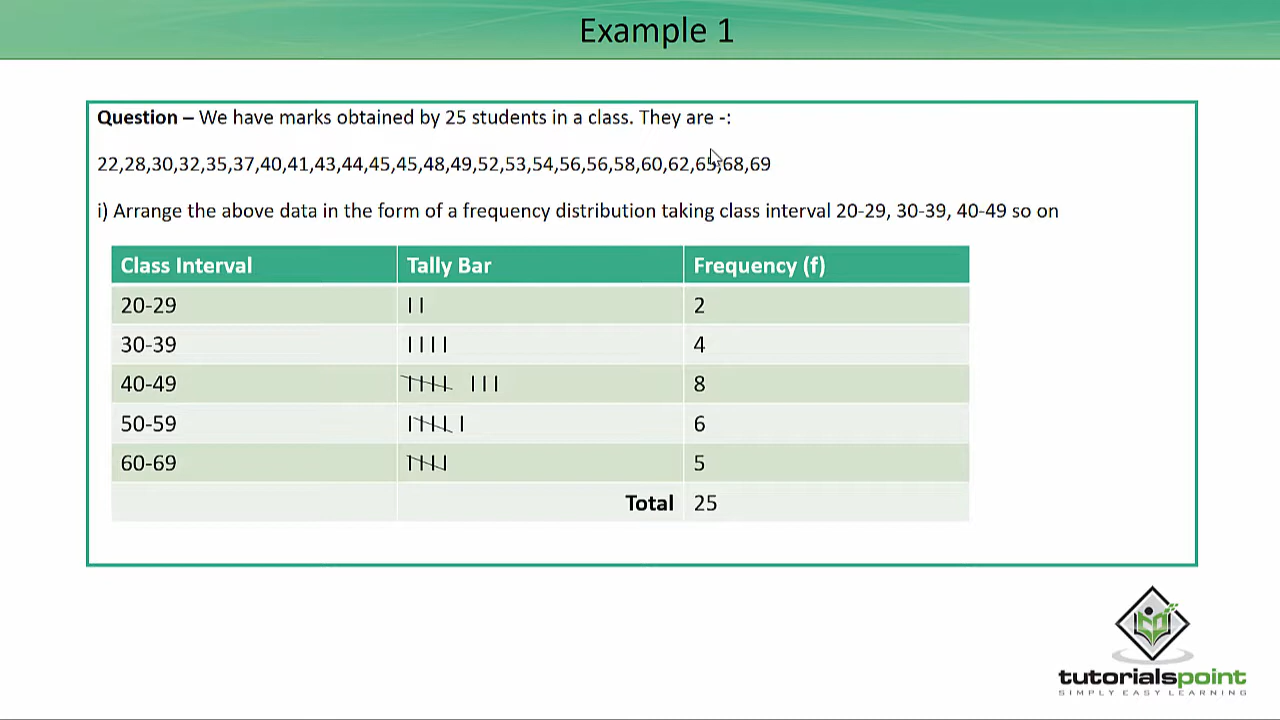 Example 1
Question – We have marks obtained by 25 students in a class. They are -:
22,28,30,32,35,37,40,41,43,44,45,45,48,49,52,53,54,56,56,58,60,62,65,68,69
i) Arrange the above data in the form of a frequency distribution taking class interval 20-29, 30-39, 40-49 so on
Class Interval Tally Bar Frequency (f)
20-29 | | 2
30-39 | | | | 4
40-49 8
50-59 6
60-69 5
Total 25
tutorialspoint
SIMPLY EASY LEARNING